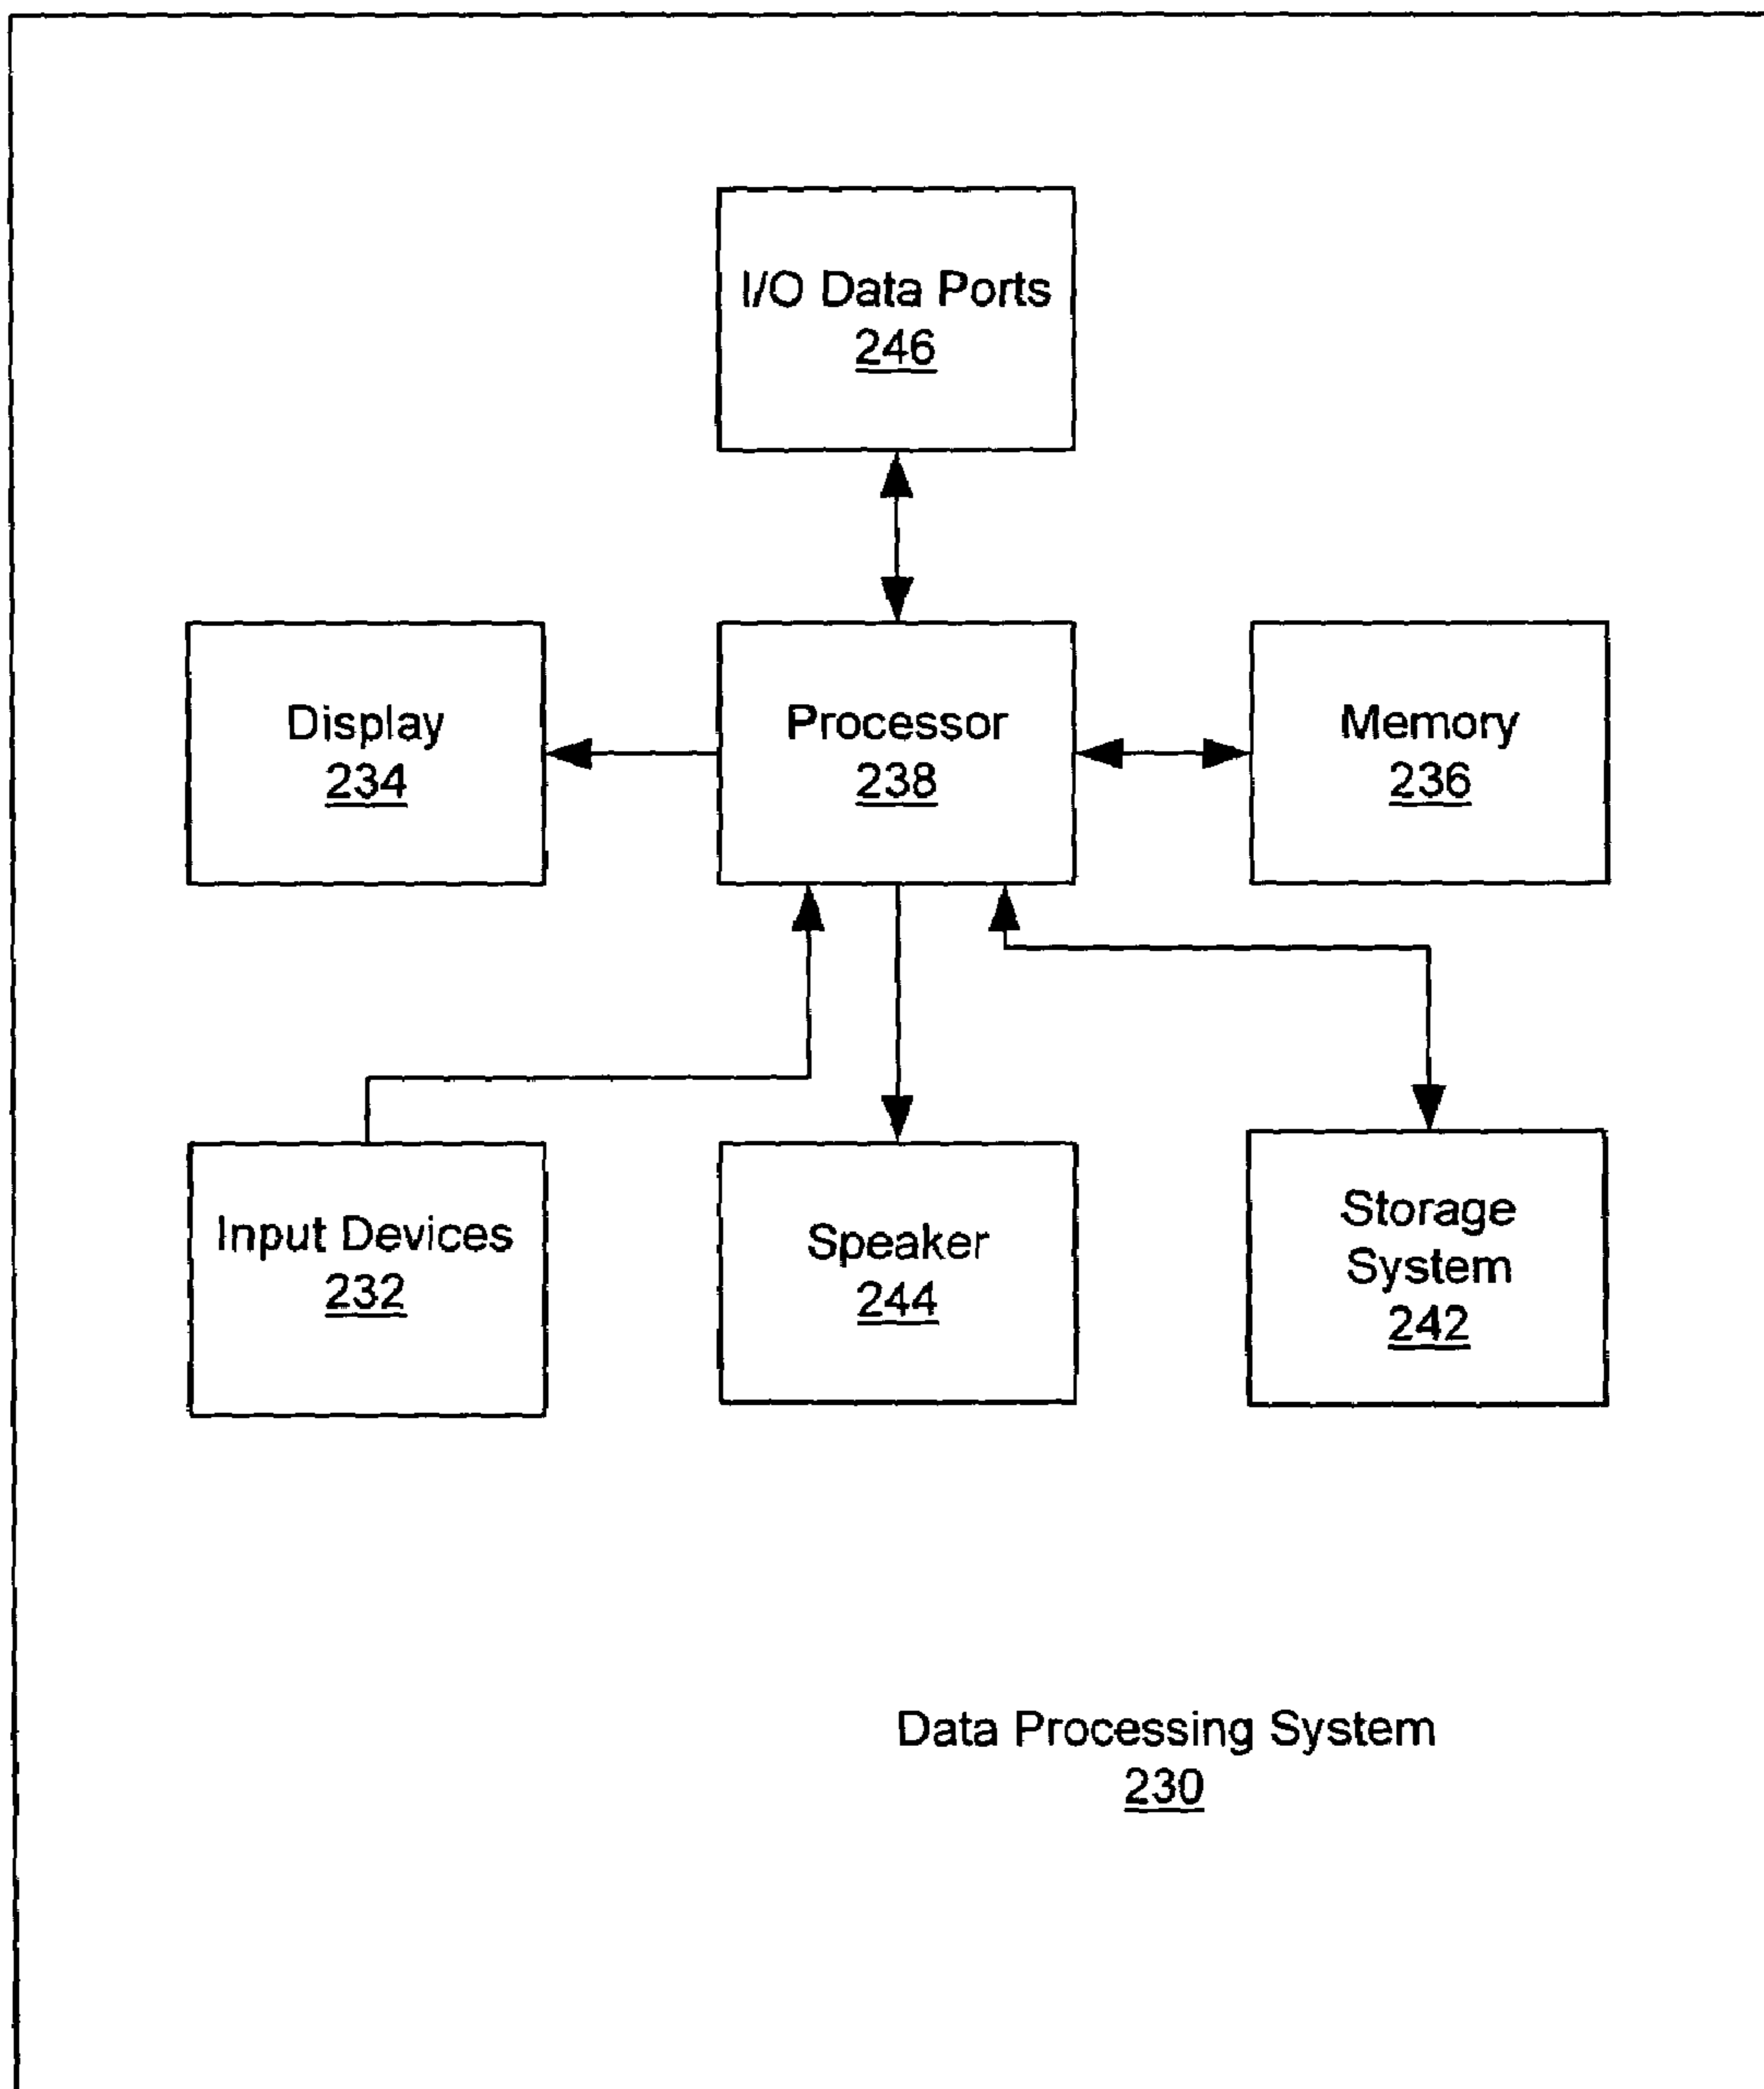 I/O Data Ports
246
Display
234
Processor
238
Memory
236
Input Devices
232
Speaker
244
Storage
System
242
Data Processing System
230